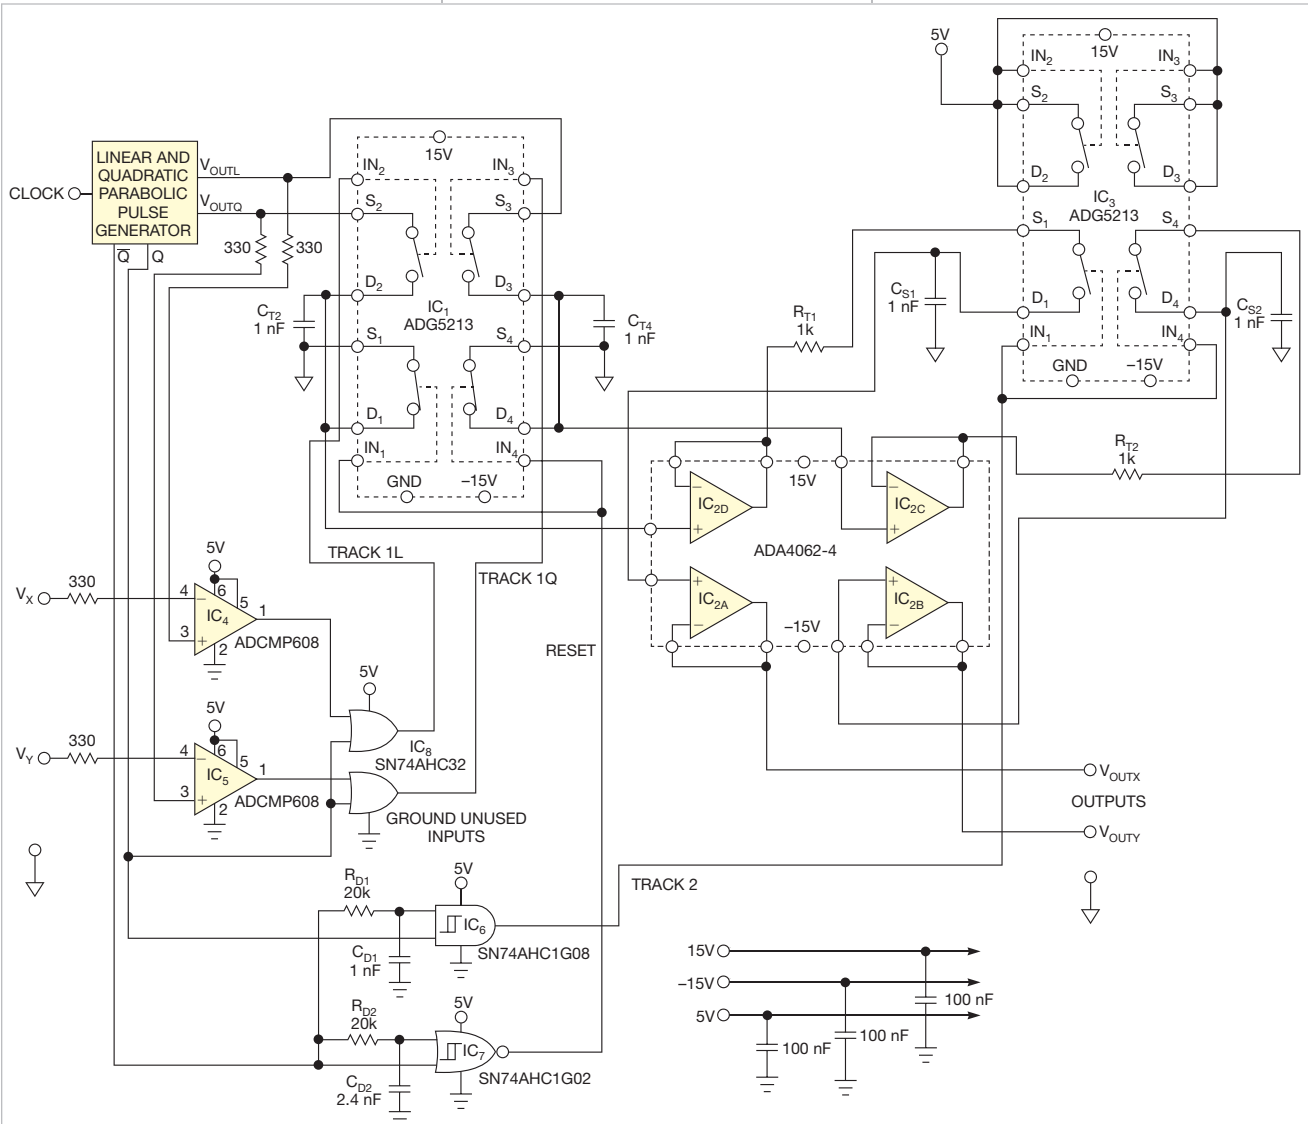 5V
15V
IN2
IN3
S2
S3
D2
D3
IC3
ADG5213
S1
S4
D1
D4
IN1
IN4
GND
–15V
CS1
1 nF
CS2
1 nF
RT1
1k
RT2
1k
LINEAR AND
QUADRATIC
PARABOLIC
PULSE
GENERATOR
CLOCK
VOUTL
VOUTQ
Q̅
Q
330
330
15V
IN2
IN3
S2
S3
D2
D3
IC1
ADG5213
CT2
1 nF
CT4
1 nF
S1
S4
D1
D4
IN1
IN4
GND
–15V
15V
IC2D
–
+
IC2C
–
+
ADA4062-4
IC2A
+
–
IC2B
+
–
–15V
TRACK 1L
TRACK 1Q
RESET
VX
330
5V
4
–
6
5
1
IC4
3
+
2
ADCMP608
VY
330
5V
4
–
6
5
1
IC5
3
+
2
ADCMP608
5V
IC8
SN74AHC32
GROUND UNUSED
INPUTS
VOUTX
OUTPUTS
VOUTY
TRACK 2
RD1
20k
5V
IC6
SN74AHC1G08
CD1
1 nF
RD2
20k
5V
IC7
SN74AHC1G02
CD2
2.4 nF
15V
–15V
5V
100 nF
100 nF
100 nF